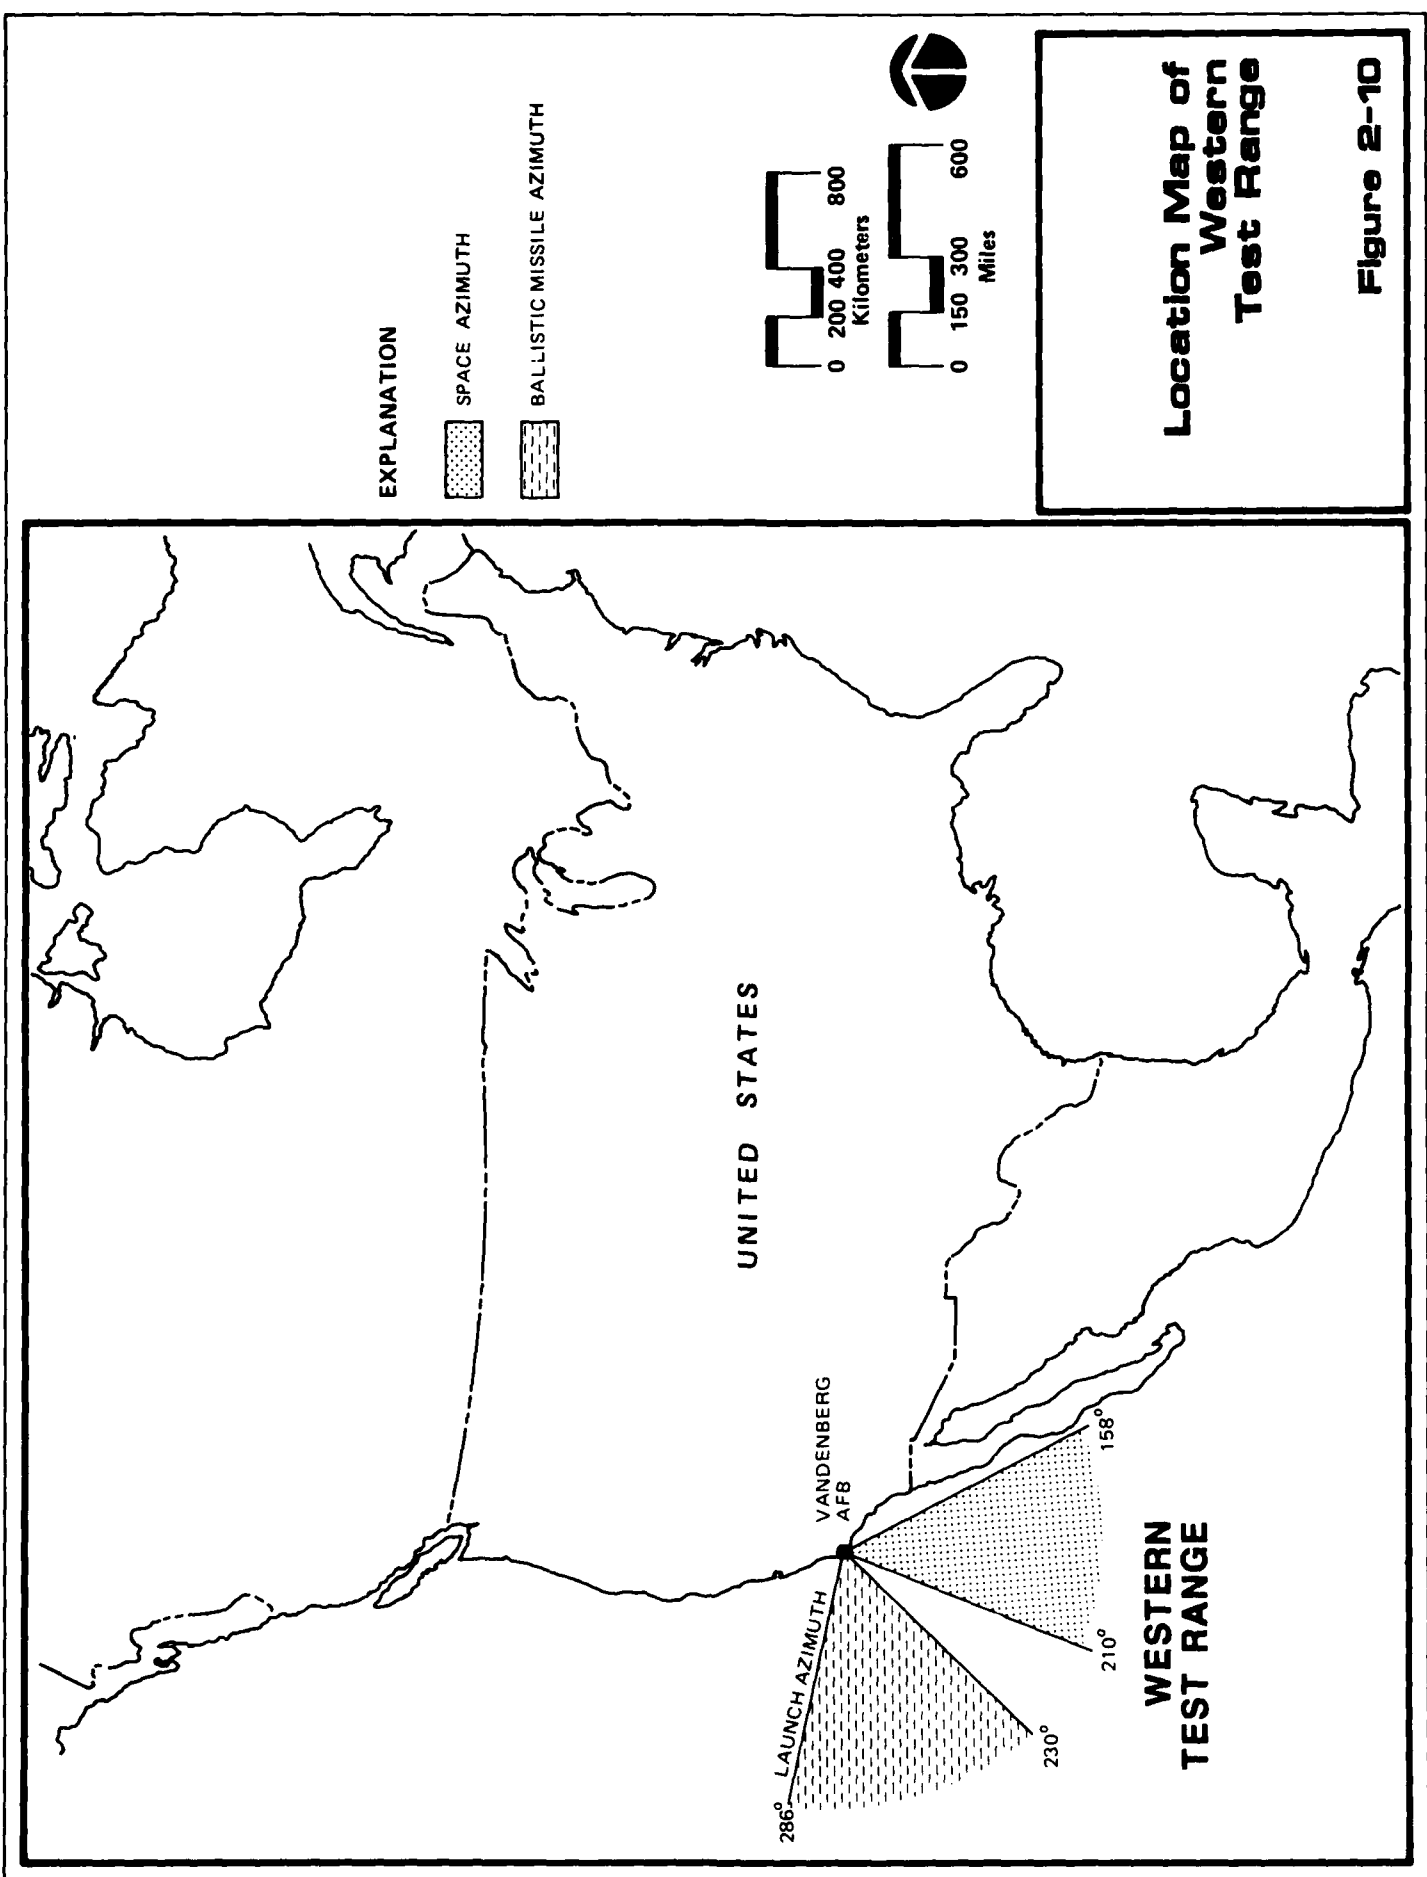 UNITED STATES
VANDENBERG
AFB
LAUNCH AZIMUTH
286°
230°
210°
158°
WESTERN
TEST RANGE
EXPLANATION
SPACE AZIMUTH
BALLISTIC MISSILE AZIMUTH
0 200 400 800
Kilometers
0 150 300 600
Miles
Location Map of
Western
Test Range
Figure 2-10